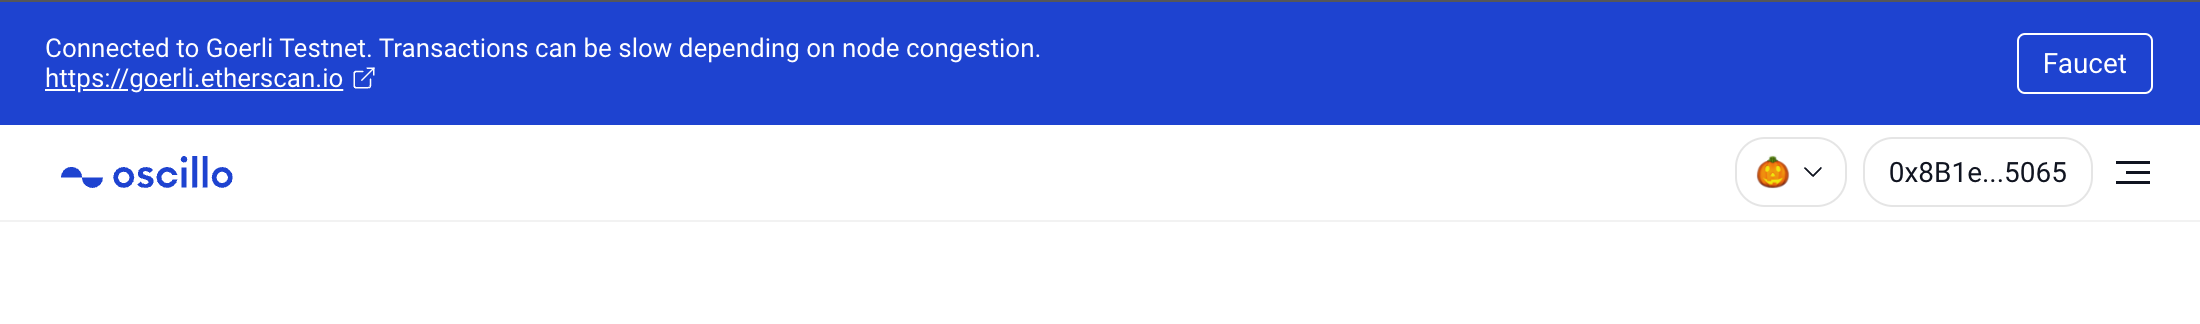 Connected to Goerli Testnet. Transactions can be slow depending on node congestion.
https://goerli.etherscan.io
Faucet
oscillo
0x8B1e...5065